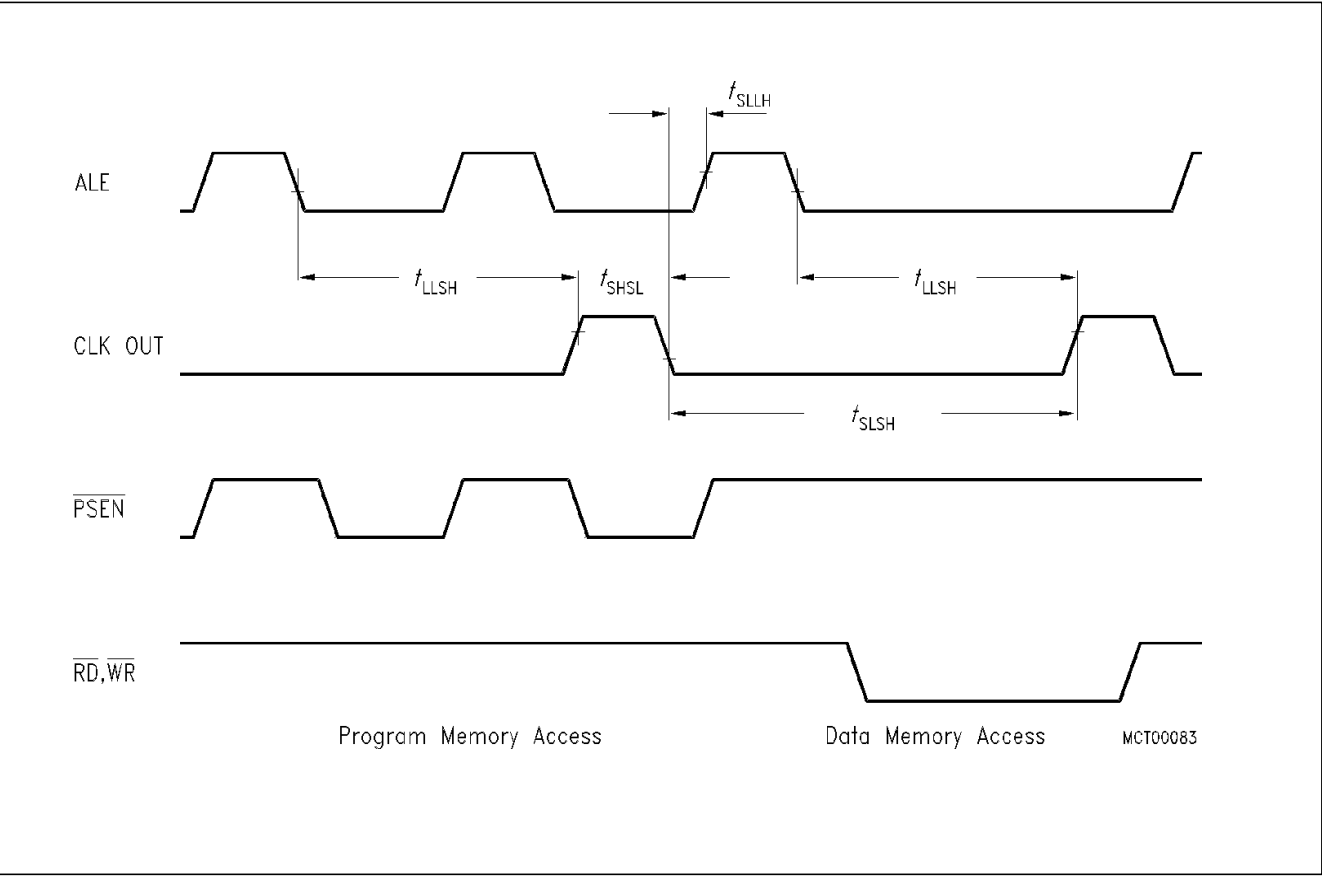 tSLLH
ALE
tLLSH
tSHSL
tLLSH
CLK OUT
tSLSH
PSEN
RD,WR
Program Memory Access
Data Memory Access
MCT00083